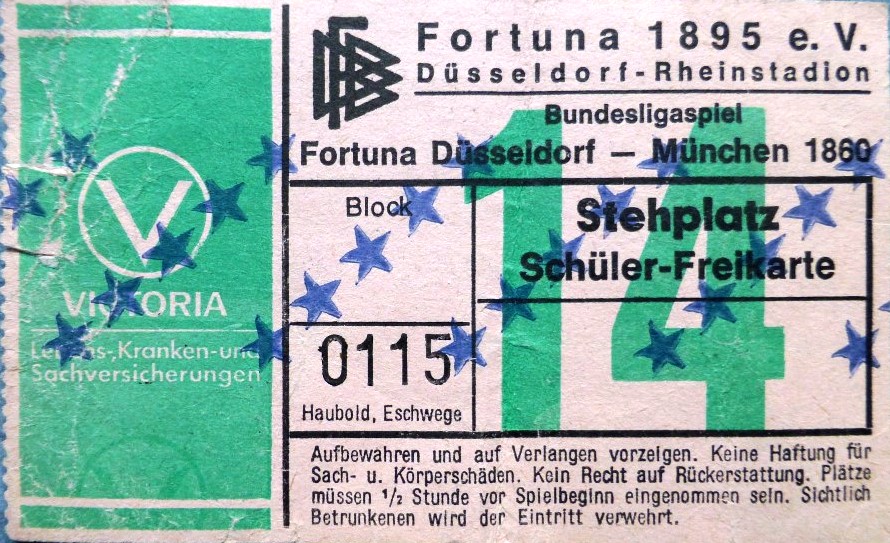 VICTORIA
Lebens-, Kranken-und
Sachversicherungen
DFB
Fortuna 1895 e. V.
Düsseldorf-Rheinstadion
Bundesligaspiel
Fortuna Düsseldorf — München 1860
14
Block
Stehplatz
Schüler-Freikarte
0115
Haubold, Eschwege
Aufbewahren und auf Verlangen vorzeigen. Keine Haftung für
Sach- u. Körperschäden. Kein Recht auf Rückerstattung. Plätze
müssen ½ Stunde vor Spielbeginn eingenommen sein. Sichtlich
Betrunkenen wird der Eintritt verwehrt.